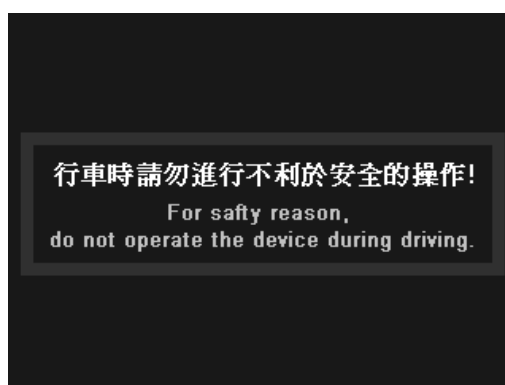 行車時請勿進行不利於安全的操作!
For safty reason,
do not operate the device during driving.